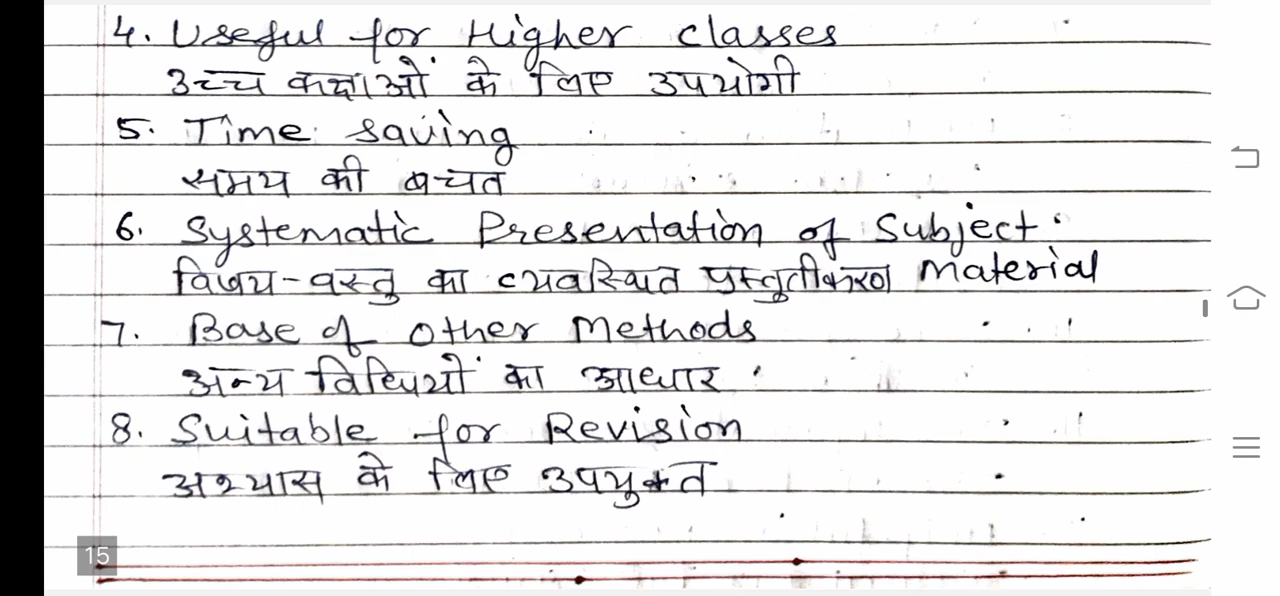 4. Useful for Higher classes
उच्च कक्षाओं के लिए उपयोगी
5. Time saving
समय की बचत
6. Systematic Presentation of Subject
विषय-वस्तु का व्यवस्थित प्रस्तुतीकरण Material
7. Base of Other Methods
अन्य विधियों का आधार
8. Suitable for Revision
अभ्यास के लिए उपयुक्त
15